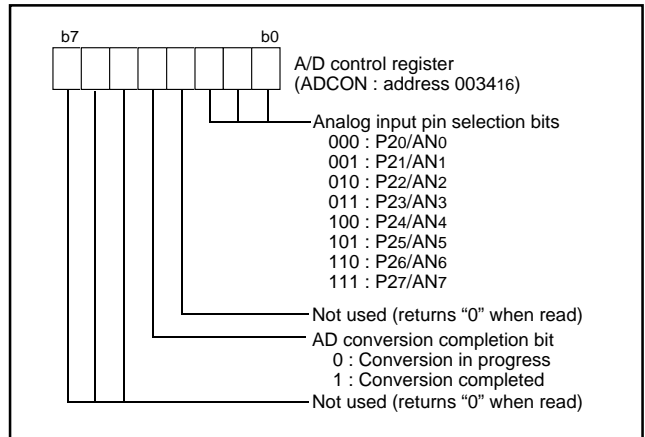 b7 b0
A/D control register
(ADCON : address 003416)
Analog input pin selection bits
000 : P20/AN0
001 : P21/AN1
010 : P22/AN2
011 : P23/AN3
100 : P24/AN4
101 : P25/AN5
110 : P26/AN6
111 : P27/AN7
Not used (returns “0” when read)
AD conversion completion bit
0 : Conversion in progress
1 : Conversion completed
Not used (returns “0” when read)